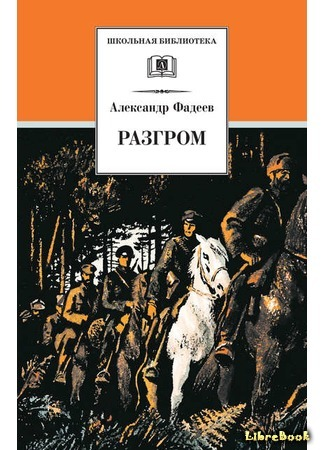 ШКОЛЬНАЯ БИБЛИОТЕКА
Александр Фадеев
РАЗГРОМ
LibreBook